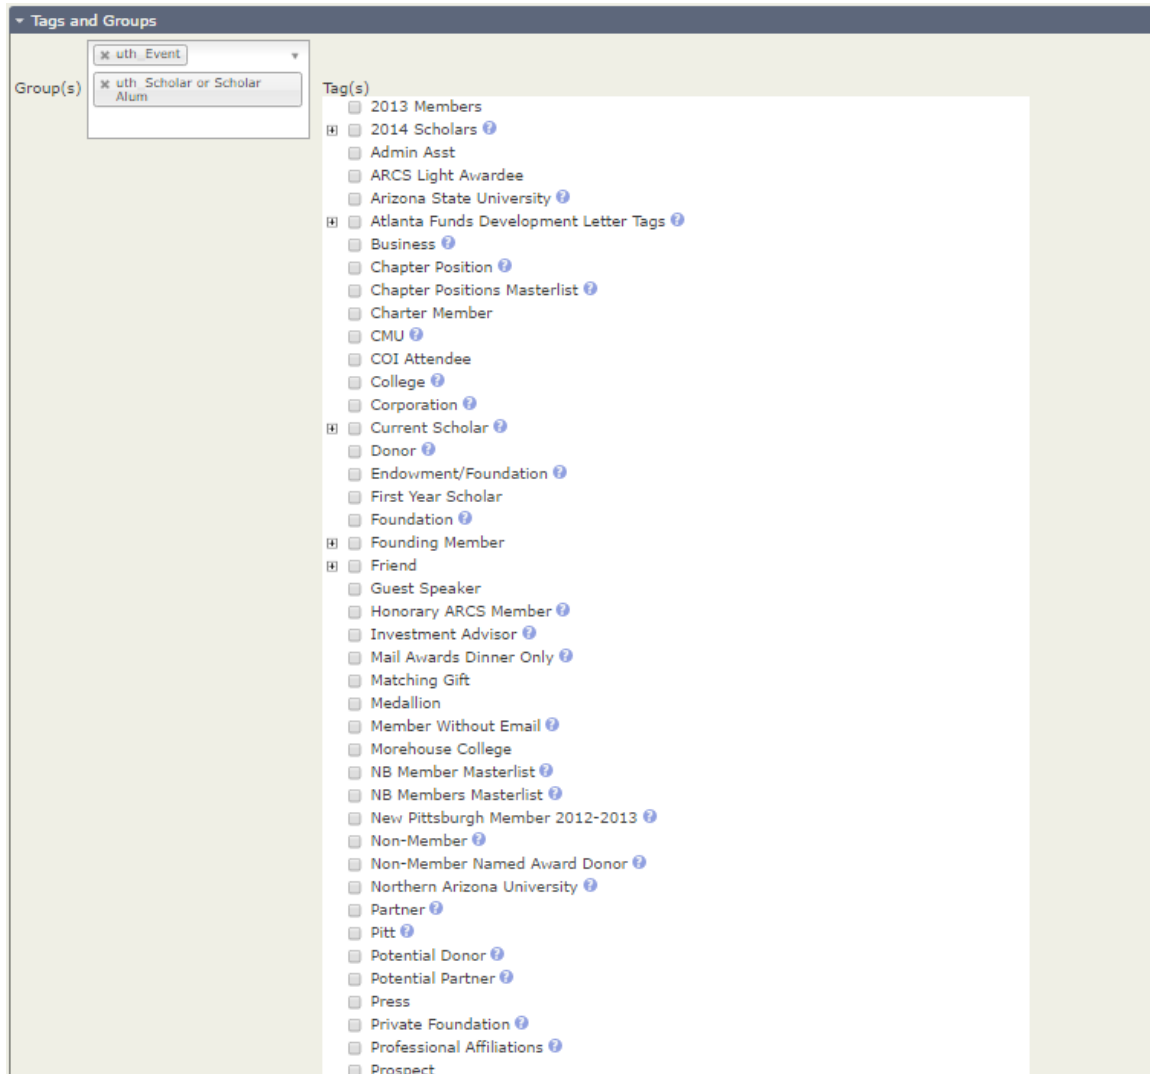 Tags and Groups
uth_Event
Group(s)
uth_Scholar or Scholar
Alum
Tag(s)
2013 Members
2014 Scholars
Admin Asst
ARCS Light Awardee
Arizona State University
Atlanta Funds Development Letter Tags
Business
Chapter Position
Chapter Positions Masterlist
Charter Member
CMU
COI Attendee
College
Corporation
Current Scholar
Donor
Endowment/Foundation
First Year Scholar
Foundation
Founding Member
Friend
Guest Speaker
Honorary ARCS Member
Investment Advisor
Mail Awards Dinner Only
Matching Gift
Medallion
Member Without Email
Morehouse College
NB Member Masterlist
NB Members Masterlist
New Pittsburgh Member 2012-2013
Non-Member
Non-Member Named Award Donor
Northern Arizona University
Partner
Pitt
Potential Donor
Potential Partner
Press
Private Foundation
Professional Affiliations
Prospect